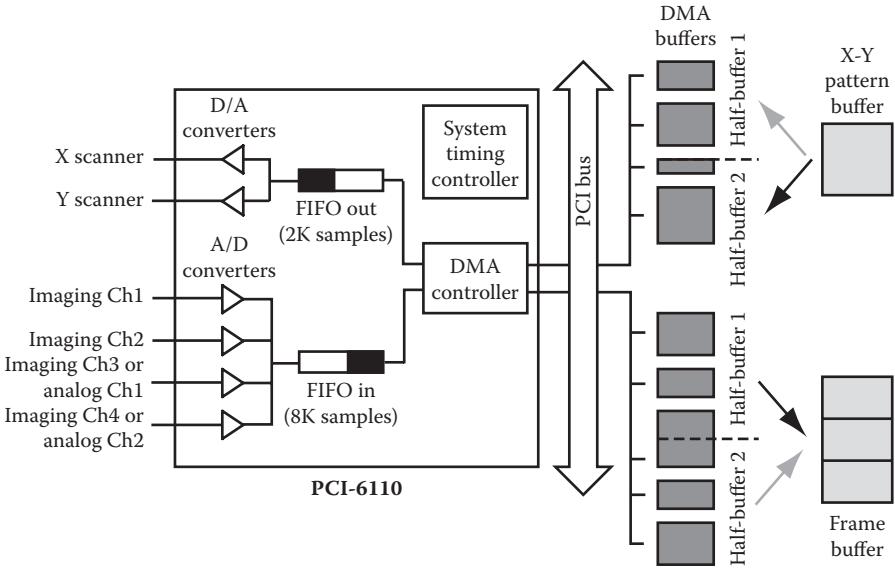 D/A
converters
X scanner
Y scanner
FIFO out
(2K samples)
System
timing
controller
A/D
converters
DMA
controller
Imaging Ch1
Imaging Ch2
Imaging Ch3 or
analog Ch1
Imaging Ch4 or
analog Ch2
FIFO in
(8K samples)
PCI-6110
PCI bus
DMA
buffers
Half-buffer 1
Half-buffer 2
X-Y
pattern
buffer
Half-buffer 1
Half-buffer 2
Frame
buffer